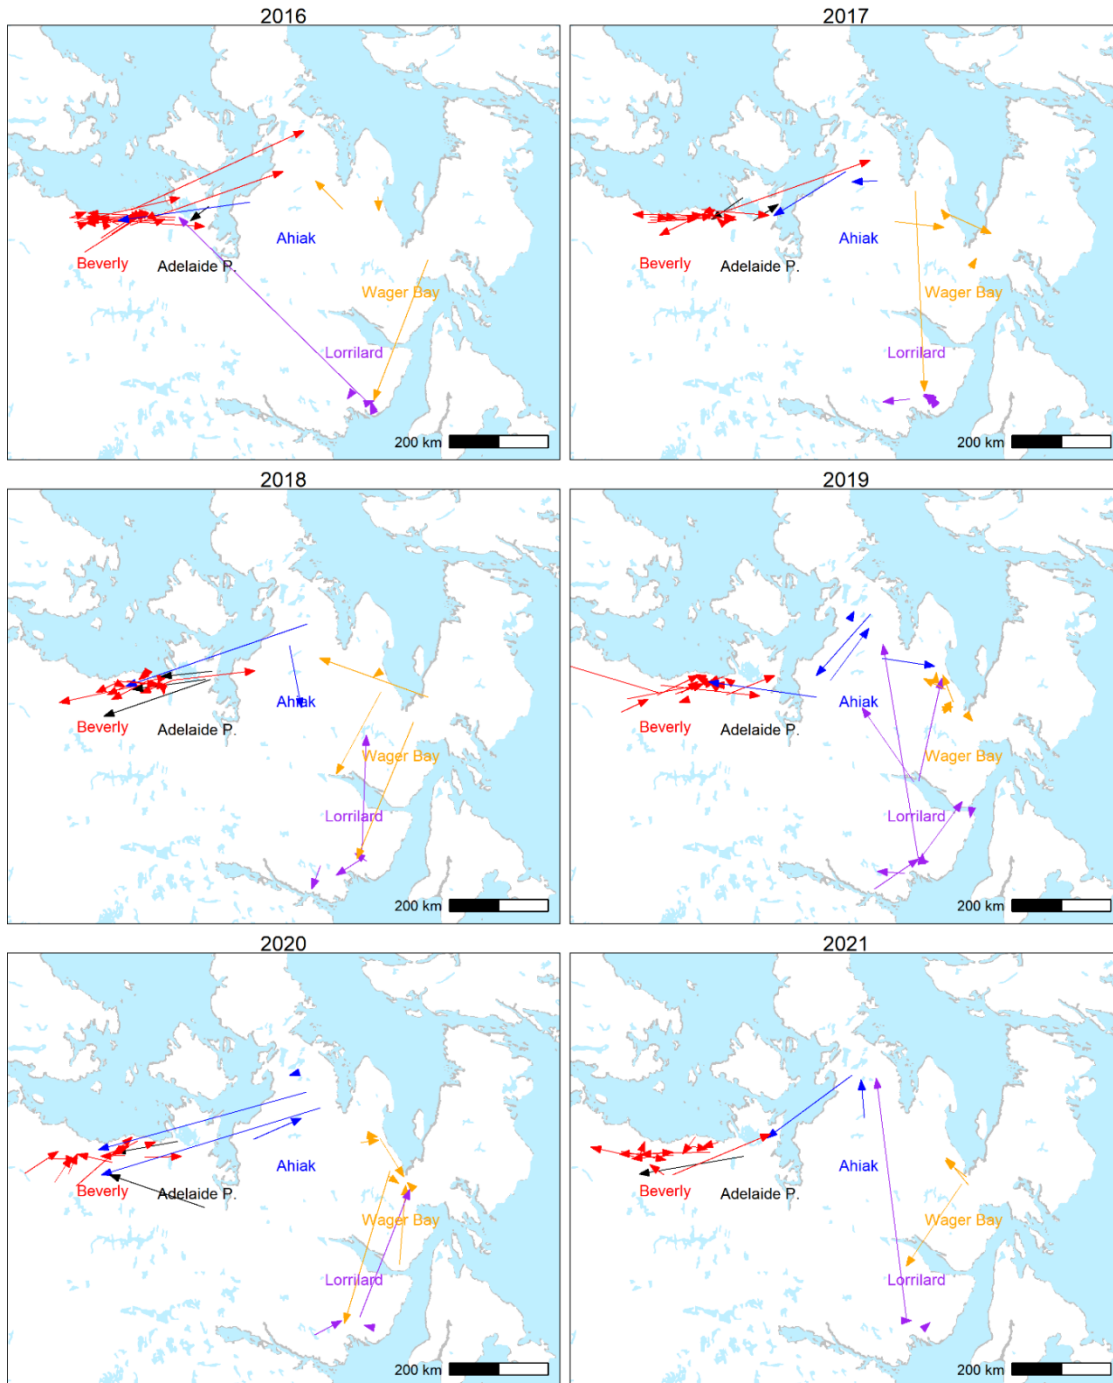 2016
Ahiak
Beverly
Adelaide P.
Wager Bay
Lorrilard
200 km
2017
Ahiak
Beverly
Adelaide P.
Wager Bay
Lorrilard
200 km
2018
Ahiak
Beverly
Adelaide P.
Wager Bay
Lorrilard
200 km
2019
Ahiak
Beverly
Adelaide P.
Wager Bay
Lorrilard
200 km
2020
Ahiak
Beverly
Adelaide P.
Wager Bay
Lorrilard
200 km
2021
Ahiak
Beverly
Adelaide P.
Wager Bay
Lorrilard
200 km